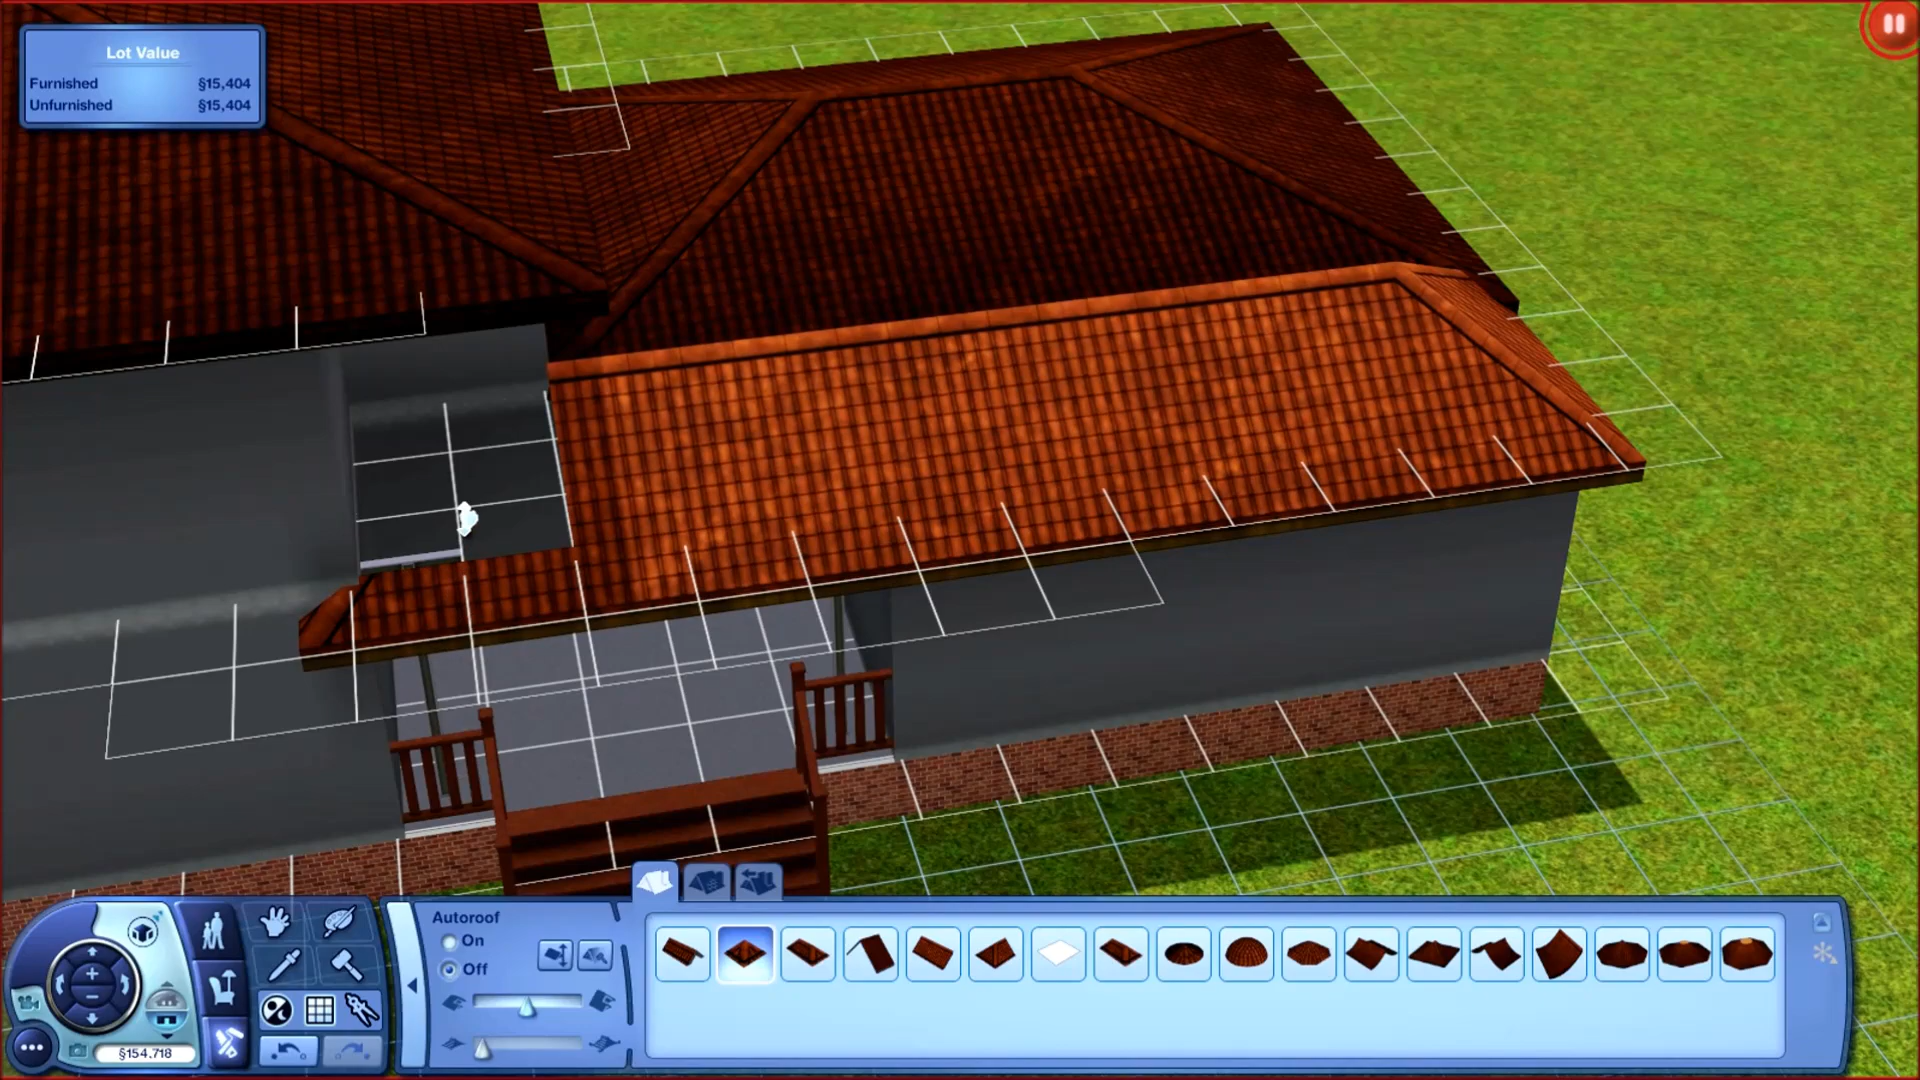 Lot Value
Furnished §15,404
Unfurnished §15,404
Autoroof
On
Off
§154,718